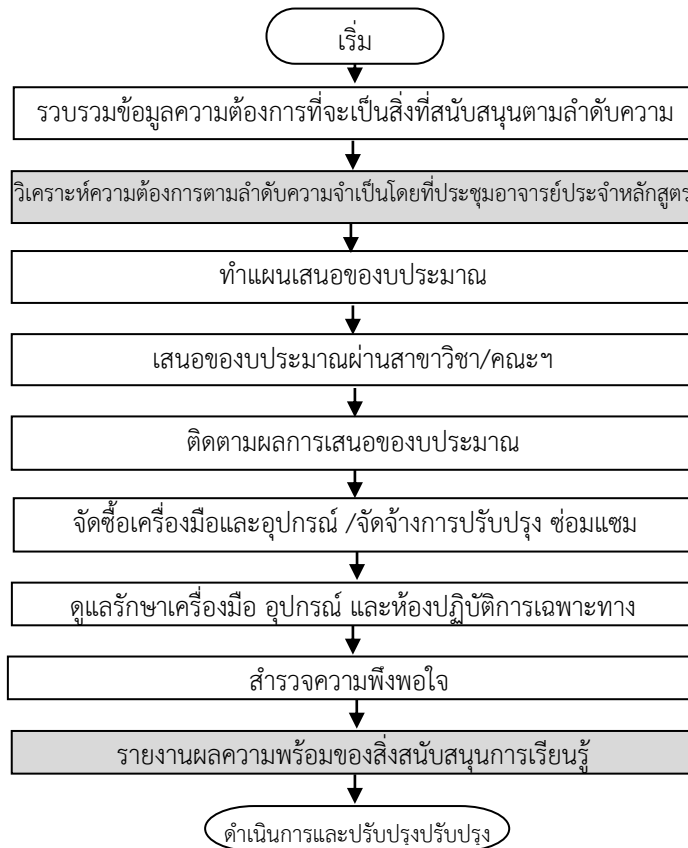 เริ่ม
รวบรวมข้อมูลความต้องการที่จะเป็นสิ่งที่สนับสนุนตามลำดับความ
วิเคราะห์ความต้องการตามลำดับความจำเป็นโดยที่ประชุมอาจารย์ประจำหลักสูตร
ทำแผนเสนอของบประมาณ
เสนอของบประมาณผ่านสาขาวิชา/คณะฯ
ติดตามผลการเสนอของบประมาณ
จัดซื้อเครื่องมือและอุปกรณ์ /จัดจ้างการปรับปรุง ซ่อมแซม
ดูแลรักษาเครื่องมือ อุปกรณ์ และห้องปฏิบัติการเฉพาะทาง
สำรวจความพึงพอใจ
รายงานผลความพร้อมของสิ่งสนับสนุนการเรียนรู้
ดำเนินการและปรับปรุงปรับปรุง